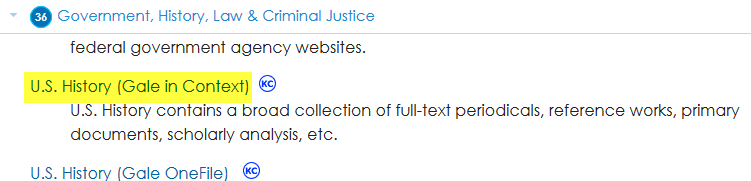 36 Government, History, Law & Criminal Justice
federal government agency websites.
U.S. History (Gale in Context) KC
U.S. History contains a broad collection of full-text periodicals, reference works, primary
documents, scholarly analysis, etc.
U.S. History (Gale OneFile) KC